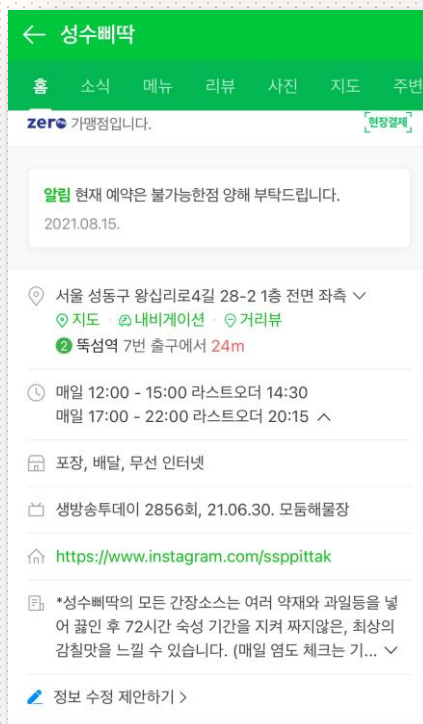 ← 성수삐딱
홈 소식 메뉴 리뷰 사진 지도 주변
zero 가맹점입니다. 현장결제
알림 현재 예약은 불가능한점 양해 부탁드립니다.
2021.08.15.
서울 성동구 왕십리로4길 28-2 1층 전면 좌측
지도 · 내비게이션 · 거리뷰
2 뚝섬역 7번 출구에서 24m
매일 12:00 - 15:00 라스트오더 14:30
매일 17:00 - 22:00 라스트오더 20:15
포장, 배달, 무선 인터넷
생방송투데이 2856회, 21.06.30. 모둠해물장
https://www.instagram.com/ssppittak
*성수삐딱의 모든 간장소스는 여러 약재와 과일등을 넣
어 끓인 후 72시간 숙성 기간을 지켜 짜지않은, 최상의
감칠맛을 느낄 수 있습니다. (매일 염도 체크는 기...
정보 수정 제안하기 >